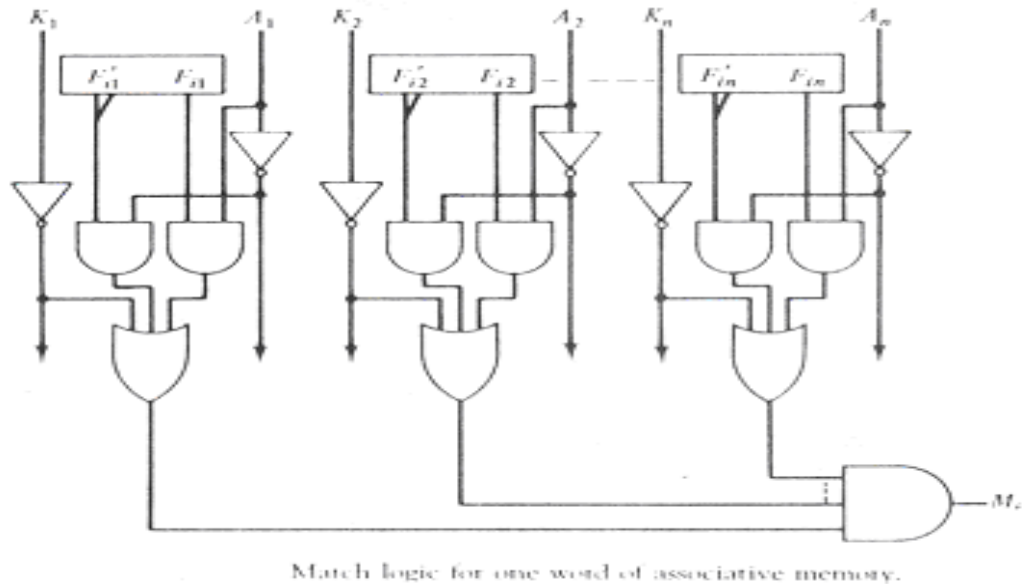 K₁ A₁ K₂ A₂ Kₙ Aₙ
F'ᵢ₁ Fᵢ₁ F'ᵢ₂ Fᵢ₂ F'ᵢₙ Fᵢₙ
Mᵢ
Match logic for one word of associative memory.